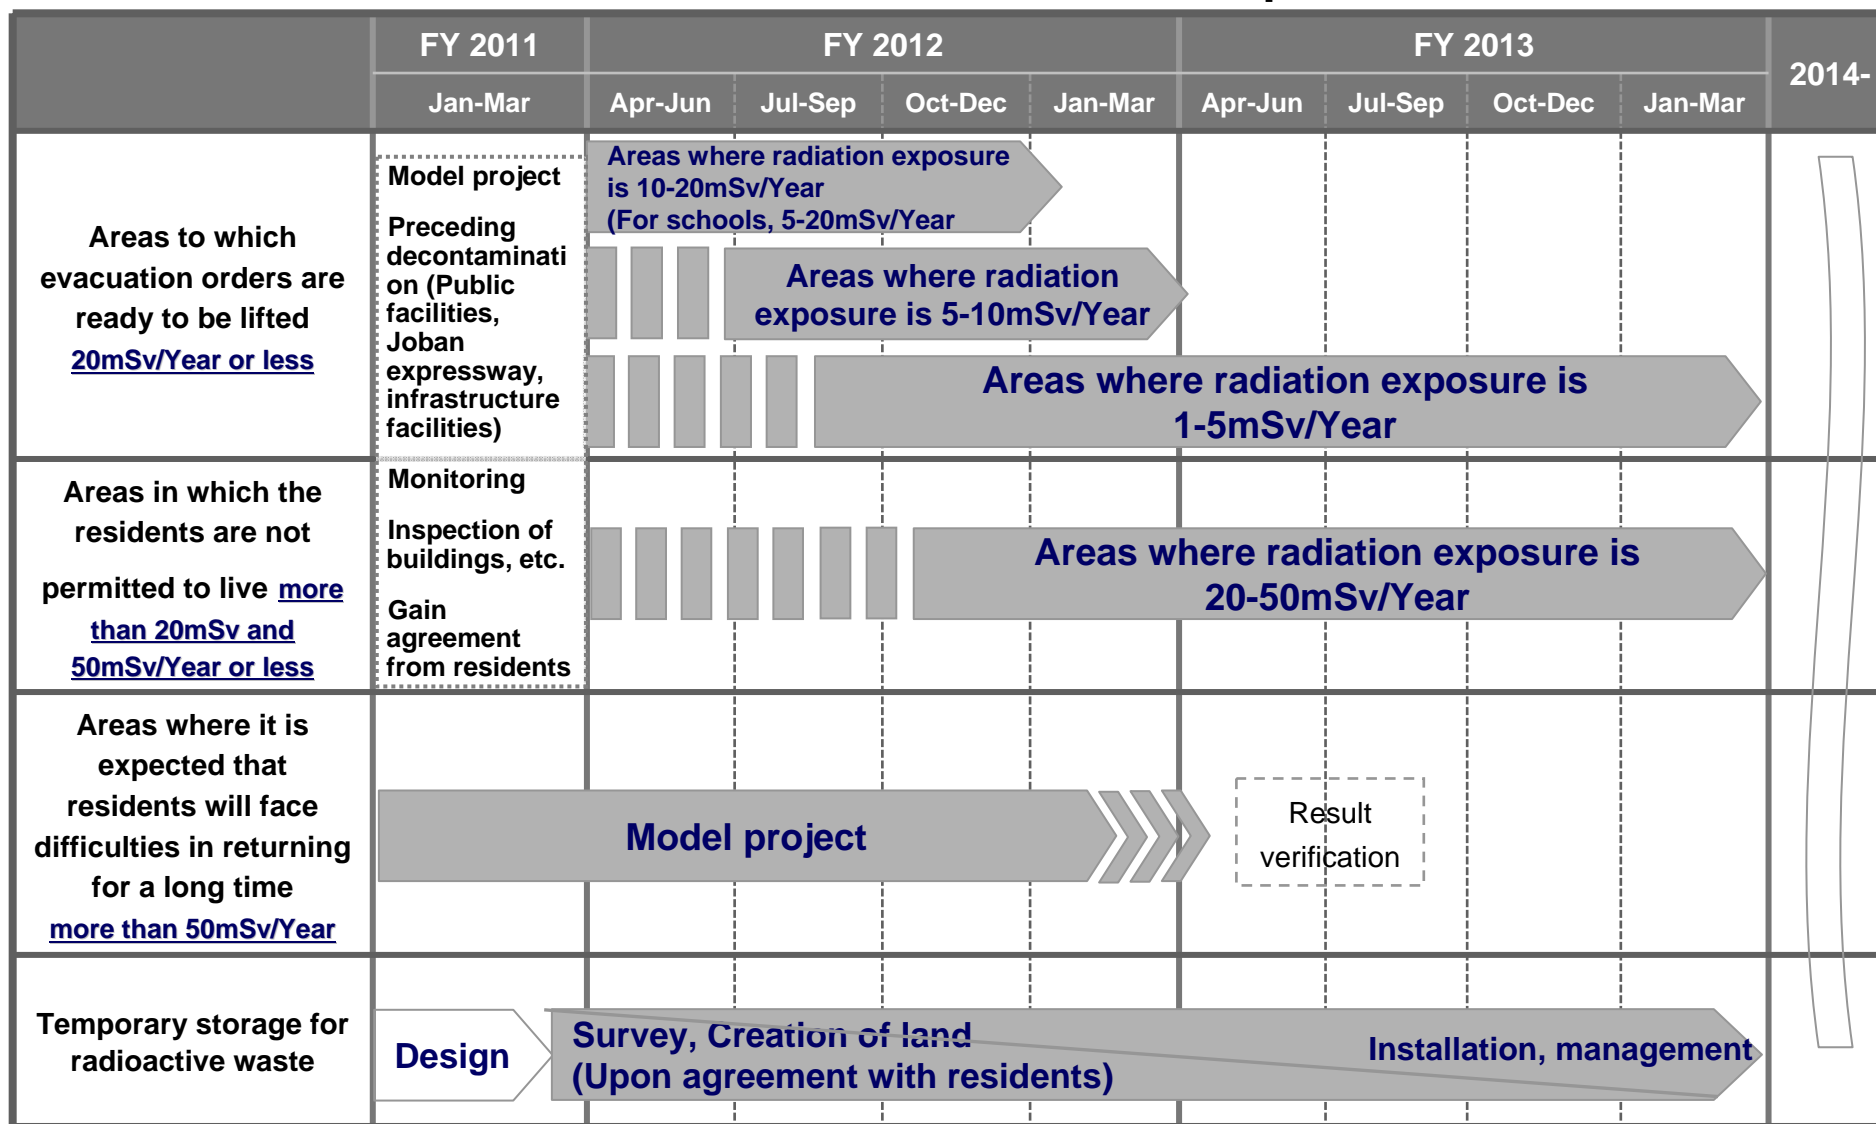 FY 2011
FY 2012
FY 2013
2014-
Jan-Mar
Apr-Jun
Jul-Sep
Oct-Dec
Jan-Mar
Apr-Jun
Jul-Sep
Oct-Dec
Jan-Mar
Areas to which
evacuation orders are
ready to be lifted
20mSv/Year or less
Model project
Preceding
decontaminati
on (Public
facilities,
Joban
expressway,
infrastructure
facilities)
Areas where radiation exposure
is 10-20mSv/Year
(For schools, 5-20mSv/Year
Areas where radiation
exposure is 5-10mSv/Year
Areas where radiation exposure is
1-5mSv/Year
Areas in which the
residents are not
permitted to live more
than 20mSv and
50mSv/Year or less
Monitoring
Inspection of
buildings, etc.
Gain
agreement
from residents
Areas where radiation exposure is
20-50mSv/Year
Areas where it is
expected that
residents will face
difficulties in returning
for a long time
more than 50mSv/Year
Model project
Result
verification
Temporary storage for
radioactive waste
Design
Survey, Creation of land
(Upon agreement with residents)
Installation, management